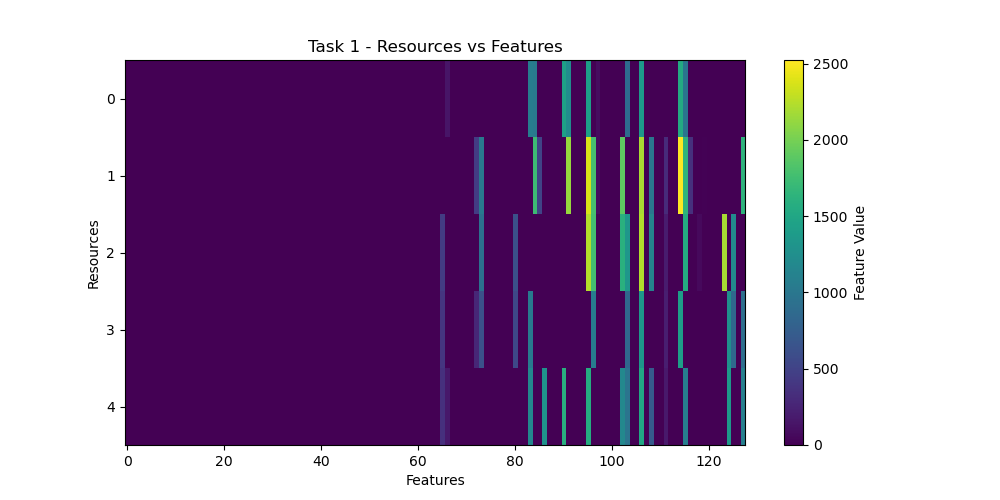 Task 1 - Resources vs Features
Resources
0
1
2
3
4
0 20 40 60 80 100 120
Features
2500
2000
1500
1000
500
0
Feature Value